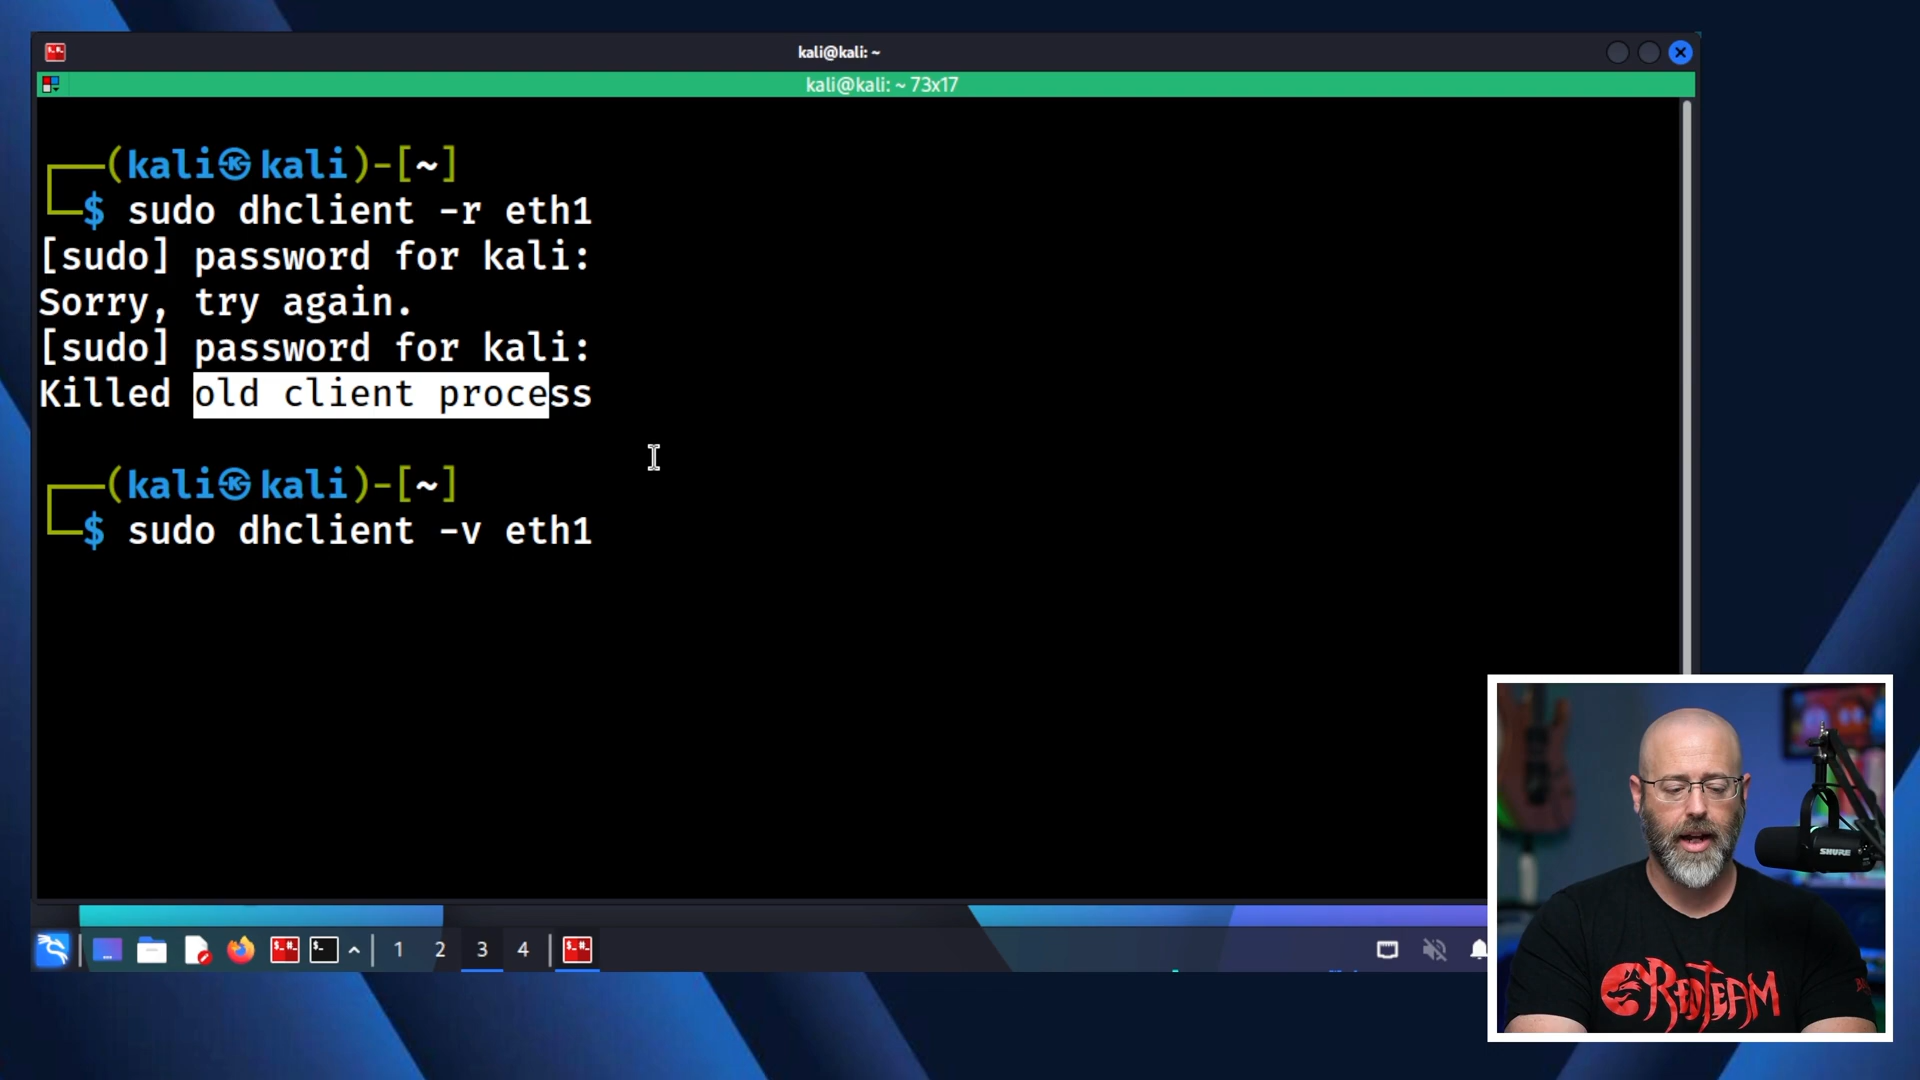 kali@kali: ~
kali@kali: ~ 73x17
(kali㉿kali)-[~]
$ sudo dhclient -r eth1
[sudo] password for kali:
Sorry, try again.
[sudo] password for kali:
Killed old client process
(kali㉿kali)-[~]
$ sudo dhclient -v eth1
1 2 3 4
SHURE
REDTEAM